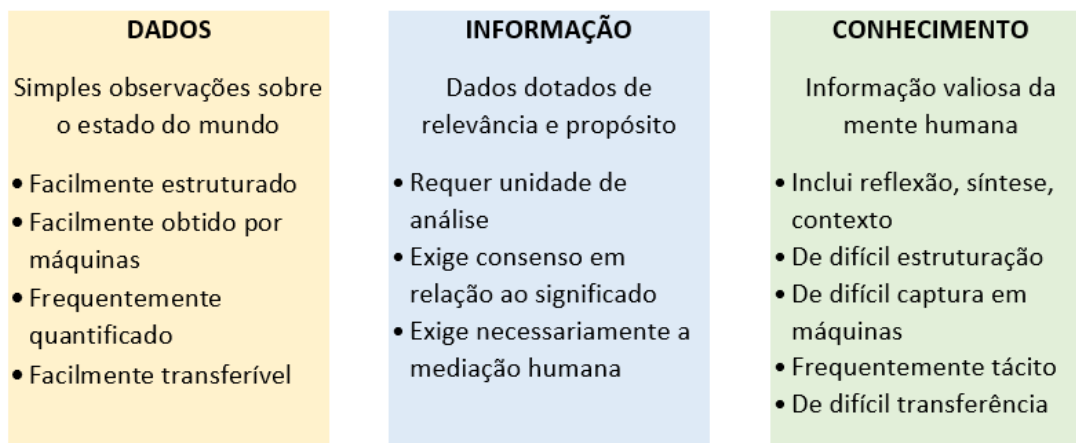 DADOS
Simples observações sobre
o estado do mundo
• Facilmente estruturado
• Facilmente obtido por
máquinas
• Frequentemente
quantificado
• Facilmente transferível
INFORMAÇÃO
Dados dotados de
relevância e propósito
• Requer unidade de
análise
• Exige consenso em
relação ao significado
• Exige necessariamente a
mediação humana
CONHECIMENTO
Informação valiosa da
mente humana
• Inclui reflexão, síntese,
contexto
• De difícil estruturação
• De difícil captura em
máquinas
• Frequentemente tácito
• De difícil transferência